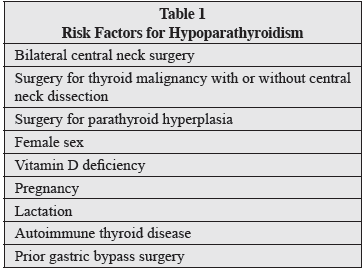 Table 1
Risk Factors for Hypoparathyroidism
Bilateral central neck surgery
Surgery for thyroid malignancy with or without central
neck dissection
Surgery for parathyroid hyperplasia
Female sex
Vitamin D deficiency
Pregnancy
Lactation
Autoimmune thyroid disease
Prior gastric bypass surgery